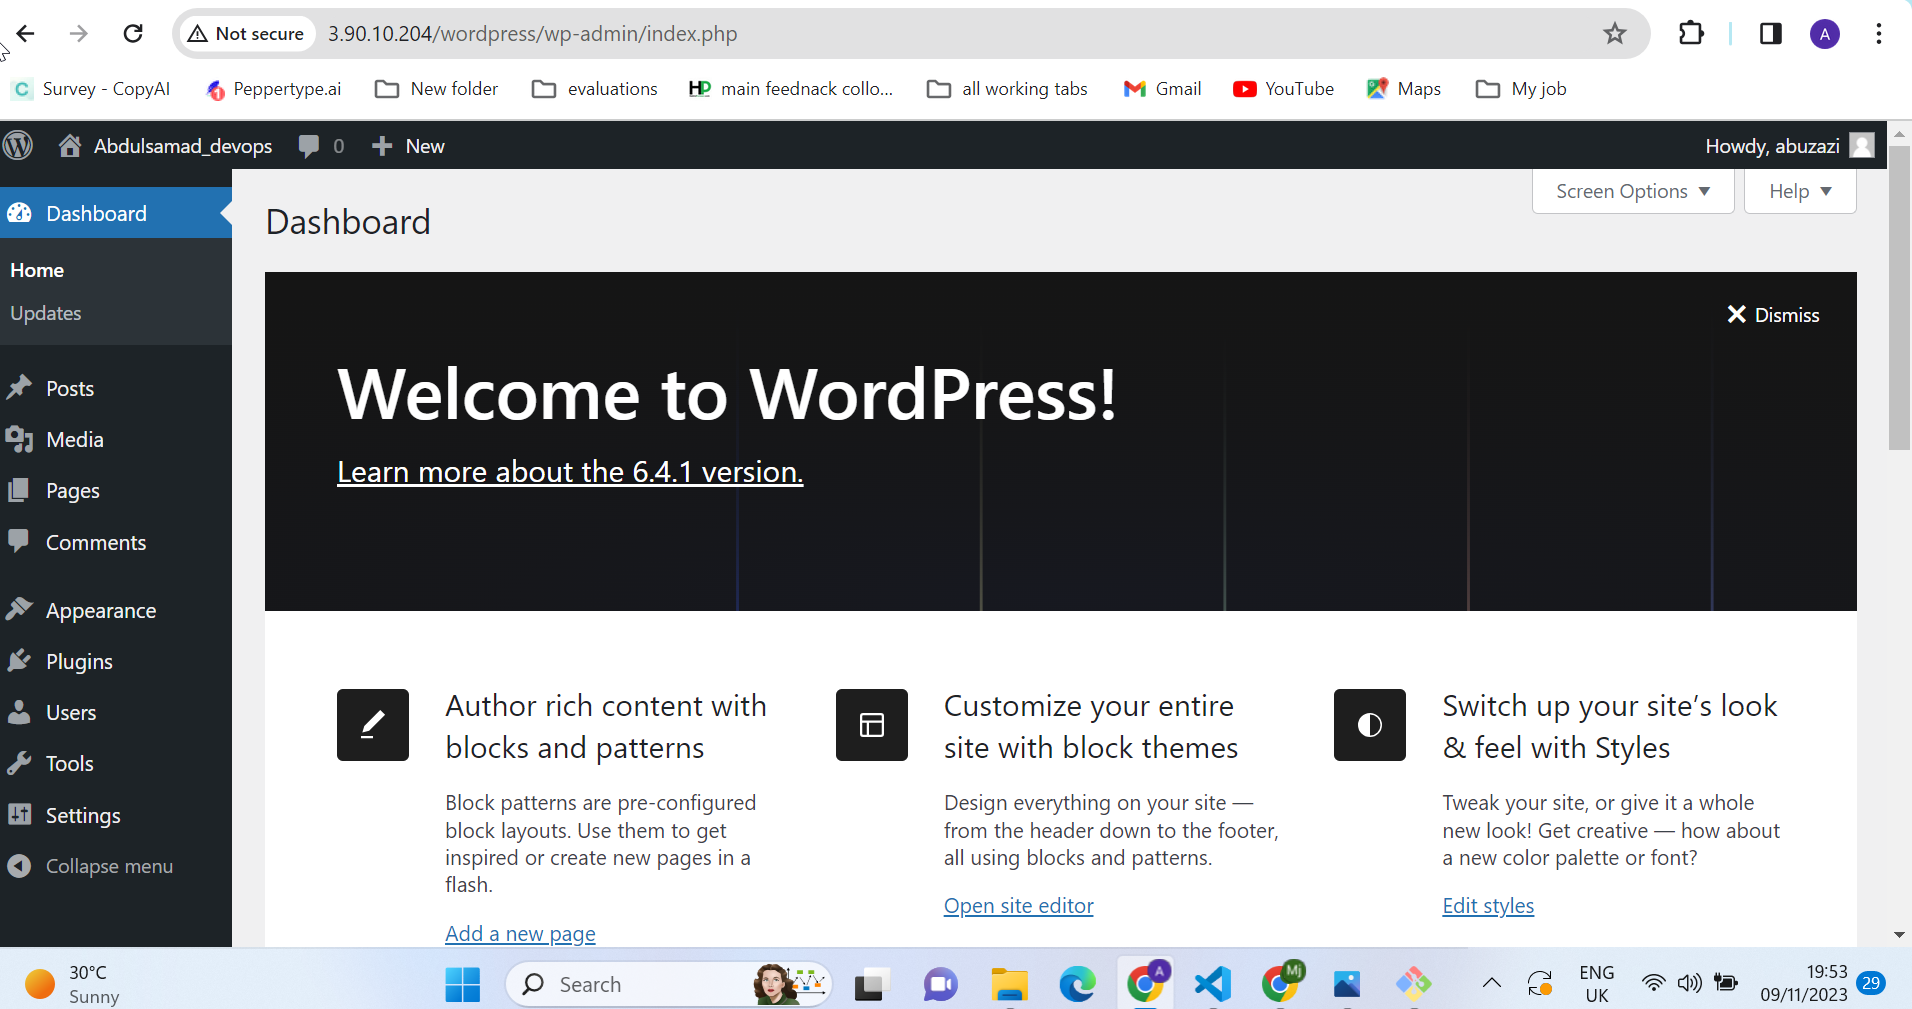 Not secure 3.90.10.204/wordpress/wp-admin/index.php A
Survey - CopyAI Peppertype.ai New folder evaluations HP main feednack collo... all working tabs Gmail YouTube Maps My job
Abdulsamad_devops 0 New Howdy, abuzazi
Screen Options Help
Dashboard
Home
Updates
Posts
Media
Pages
Comments
Appearance
Plugins
Users
Tools
Settings
Collapse menu
Dashboard
Dismiss
Welcome to WordPress!
Learn more about the 6.4.1 version.
Author rich content with
blocks and patterns
Block patterns are pre-configured
block layouts. Use them to get
inspired or create new pages in a
flash.
Add a new page
Customize your entire
site with block themes
Design everything on your site —
from the header down to the footer,
all using blocks and patterns.
Open site editor
Switch up your site’s look
& feel with Styles
Tweak your site, or give it a whole
new look! Get creative — how about
a new color palette or font?
Edit styles
30°C
Sunny
Search
A
Mj
ENG
UK
19:53
09/11/2023
29